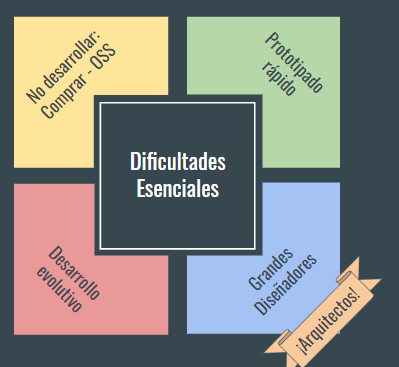 No desarrollar:
Comprar - OSS
Prototipado
rápido
Dificultades
Esenciales
Desarrollo
evolutivo
Grandes
Diseñadores
¡Arquitectos!